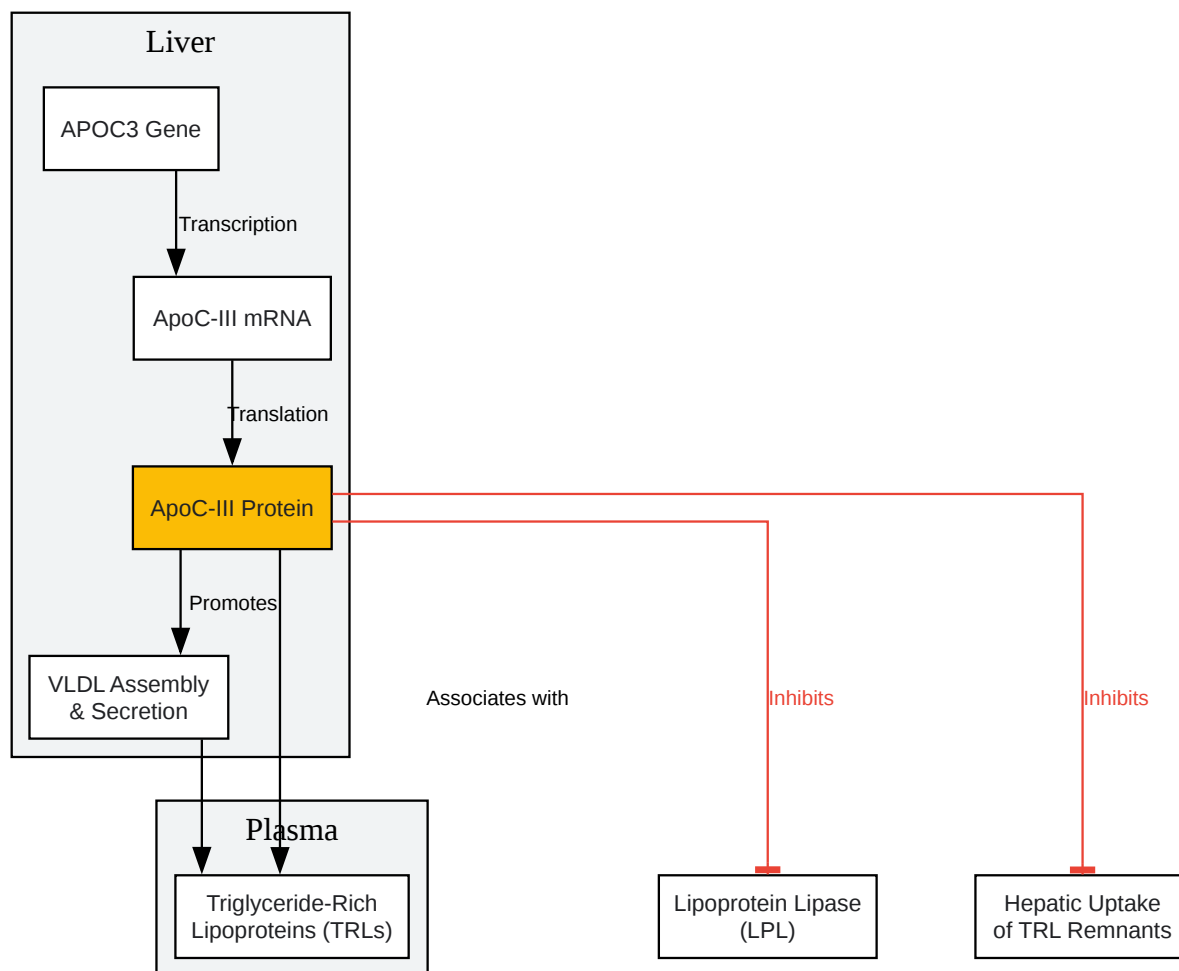 Liver
APOC3 Gene
Transcription
ApoC-III mRNA
Translation
ApoC-III Protein
Promotes
VLDL Assembly
& Secretion
Associates with
Inhibits
Inhibits
Plasma
Triglyceride-Rich
Lipoproteins (TRLs)
Lipoprotein Lipase
(LPL)
Hepatic Uptake
of TRL Remnants